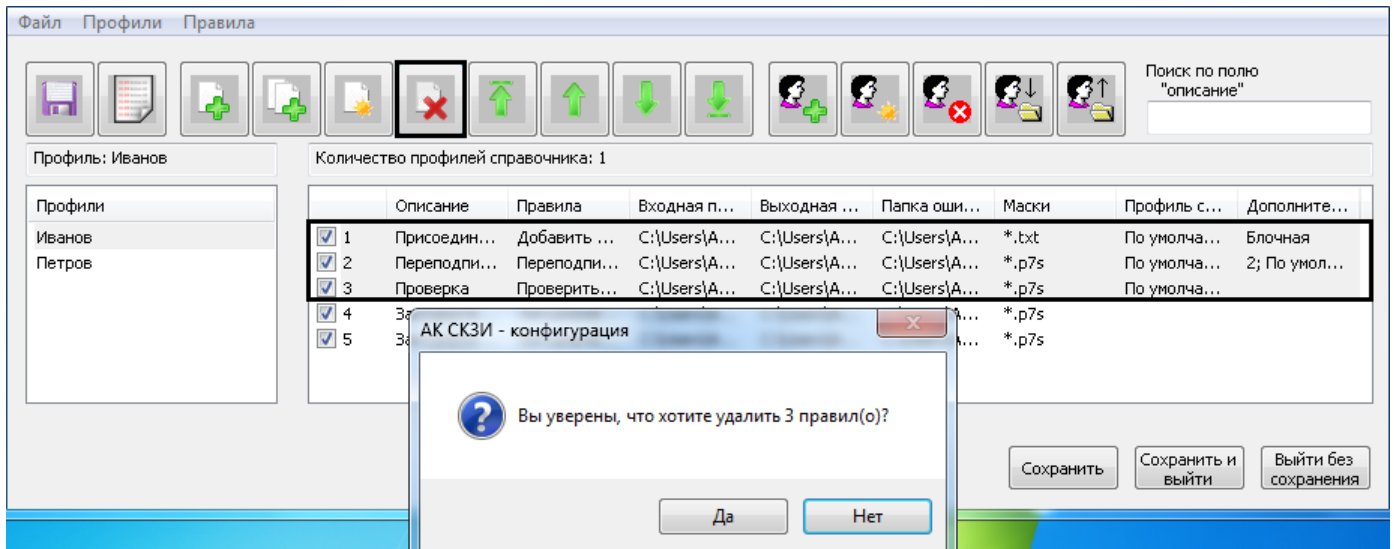 Файл Профили Правила
Поиск по полю
"описание"
Профиль: Иванов
Количество профилей справочника: 1
Профили
Описание Правила Входная п... Выходная ... Папка оши... Маски Профиль с... Дополните...
Иванов
Петров
1 Присоедин... Добавить ... C:\Users\A... C:\Users\A... C:\Users\A... *.txt По умолча... Блочная
2 Переподпи... Переподпи... C:\Users\A... C:\Users\A... C:\Users\A... *.p7s По умолча... 2; По умол...
3 Проверка Проверить... C:\Users\A... C:\Users\A... C:\Users\A... *.p7s По умолча...
4 *.p7s
5 *.p7s
АК СКЗИ - конфигурация
Вы уверены, что хотите удалить 3 правил(о)?
Да Нет
Сохранить
Сохранить и
выйти
Выйти без
сохранения